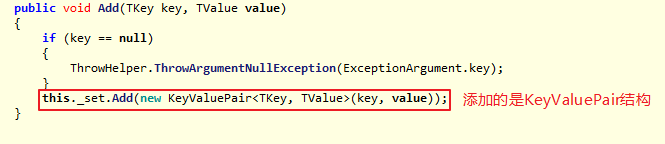 public void Add(TKey key, TValue value)
{
if (key == null)
{
ThrowHelper.ThrowArgumentNullException(ExceptionArgument.key);
}
this._set.Add(new KeyValuePair<TKey, TValue>(key, value)); 添加的是KeyValuePair结构
}